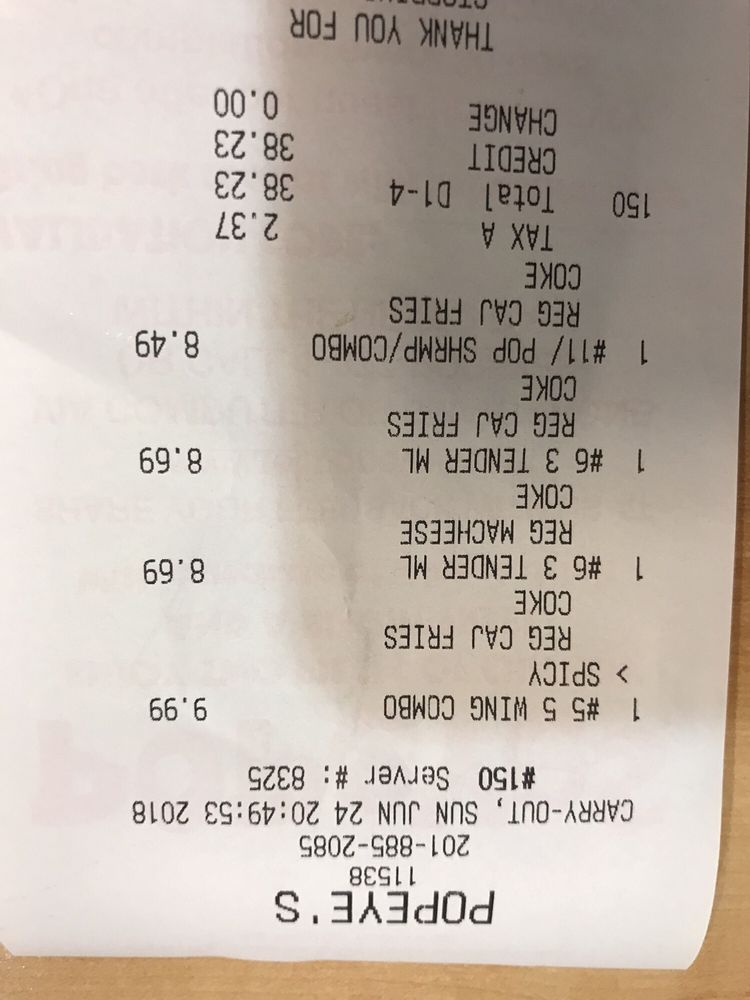 POPEYE'S
11538
201-885-2085
CARRY-OUT, SUN JUN 24 20:49:53 2018
#150 Server #: 8325
1 #5 5 WING COMBO 9.99
> SPICY
REG CAJ FRIES
COKE
1 #6 3 TENDER ML 8.69
REG MACHEESE
COKE
1 #6 3 TENDER ML 8.69
REG CAJ FRIES
COKE
1 #11/ POP SHRMP/COMBO 8.49
REG CAJ FRIES
COKE
TAX A 2.37
150 Total D1-4 38.23
CREDIT 38.23
CHANGE 0.00
THANK YOU FOR